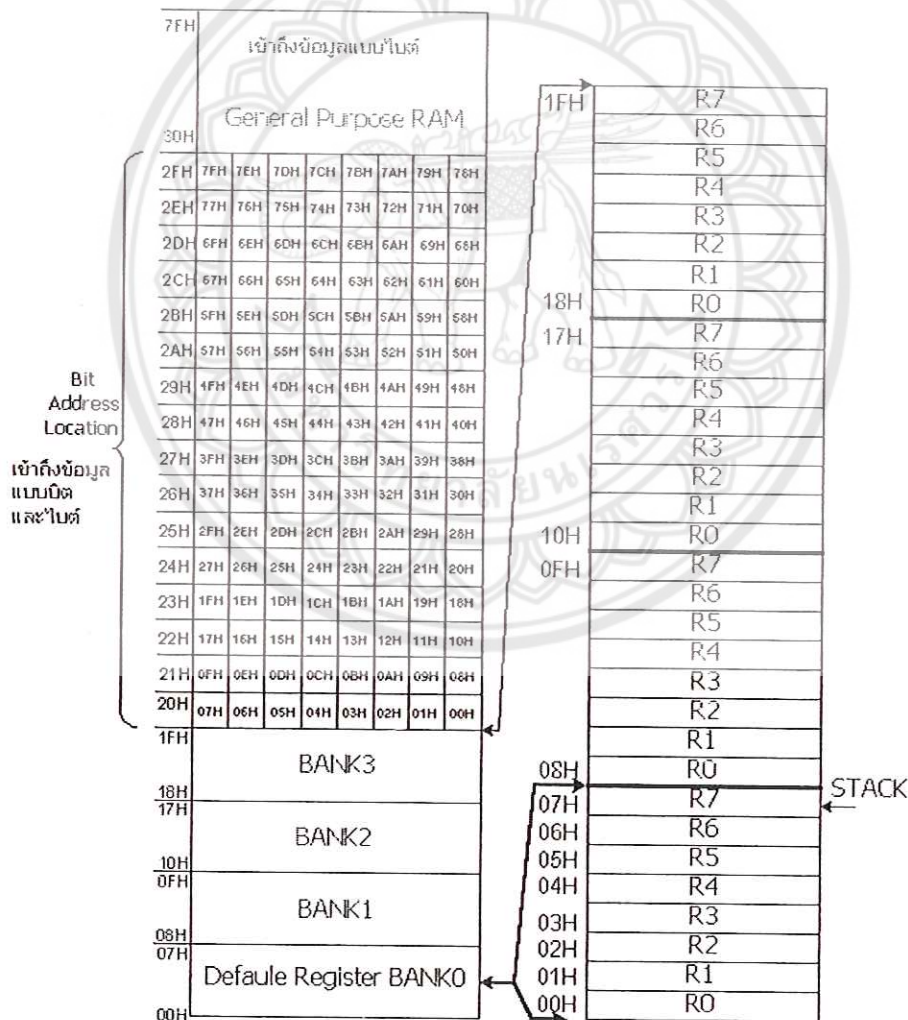 7FH
เข้าถึงข้อมูลแบบไบต์
General Purpose RAM
30H
2FH 7FH 7EH 7DH 7CH 7BH 7AH 79H 78H
2EH 77H 76H 75H 74H 73H 72H 71H 70H
2DH 6FH 6EH 6DH 6CH 6BH 6AH 69H 68H
2CH 67H 66H 65H 64H 63H 62H 61H 60H
2BH 5FH 5EH 5DH 5CH 5BH 5AH 59H 58H
2AH 57H 56H 55H 54H 53H 52H 51H 50H
29H 4FH 4EH 4DH 4CH 4BH 4AH 49H 48H
28H 47H 46H 45H 44H 43H 42H 41H 40H
27H 3FH 3EH 3DH 3CH 3BH 3AH 39H 38H
26H 37H 36H 35H 34H 33H 32H 31H 30H
25H 2FH 2EH 2DH 2CH 2BH 2AH 29H 28H
24H 27H 26H 25H 24H 23H 22H 21H 20H
23H 1FH 1EH 1DH 1CH 1BH 1AH 19H 18H
22H 17H 16H 15H 14H 13H 12H 11H 10H
21H 0FH 0EH 0DH 0CH 0BH 0AH 09H 08H
20H 07H 06H 05H 04H 03H 02H 01H 00H
Bit
Address
Location
เข้าถึงข้อมูล
แบบบิต
และไบต์
1FH
BANK3
18H
17H
BANK2
10H
0FH
BANK1
08H
07H
Defaule Register BANK0
00H
1FH R7
R6
R5
R4
R3
R2
R1
18H R0
17H R7
R6
R5
R4
R3
R2
R1
10H R0
0FH R7
R6
R5
R4
R3
R2
R1
08H R0
07H R7 STACK
06H R6
05H R5
04H R4
03H R3
02H R2
01H R1
00H R0